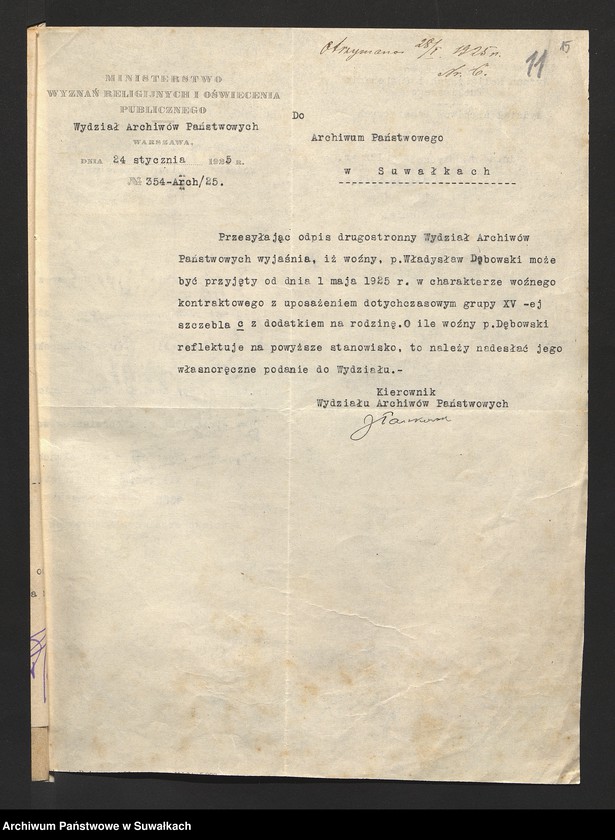 Otrzymano 28/I 1925 r.
Nr. 6.
11
15
MINISTERSTWO
WYZNAŃ RELIGIJNYCH I OŚWIECENIA
PUBLICZNEGO
Wydział Archiwów Państwowych
WARSZAWA,
DNIA 24 stycznia 1925 R.
№ 354-Arch/25.
Do
Archiwum Państwowego
w Suwałkach
Przesyłając odpis drugostronny Wydział Archiwów
Państwowych wyjaśnia, iż woźny, p.Władysław Dębowski może
być przyjęty od dnia 1 maja 1925 r. w charakterze woźnego
kontraktowego z uposażeniem dotychczasowym grupy XV -ej
szczebla c z dodatkiem na rodzinę.O ile woźny p.Dębowski
reflektuje na powyższe stanowisko, to należy nadesłać jego
własnoręczne podanie do Wydziału.-
Kierownik
Wydziału Archiwów Państwowych
Archiwum Państwowe w Suwałkach